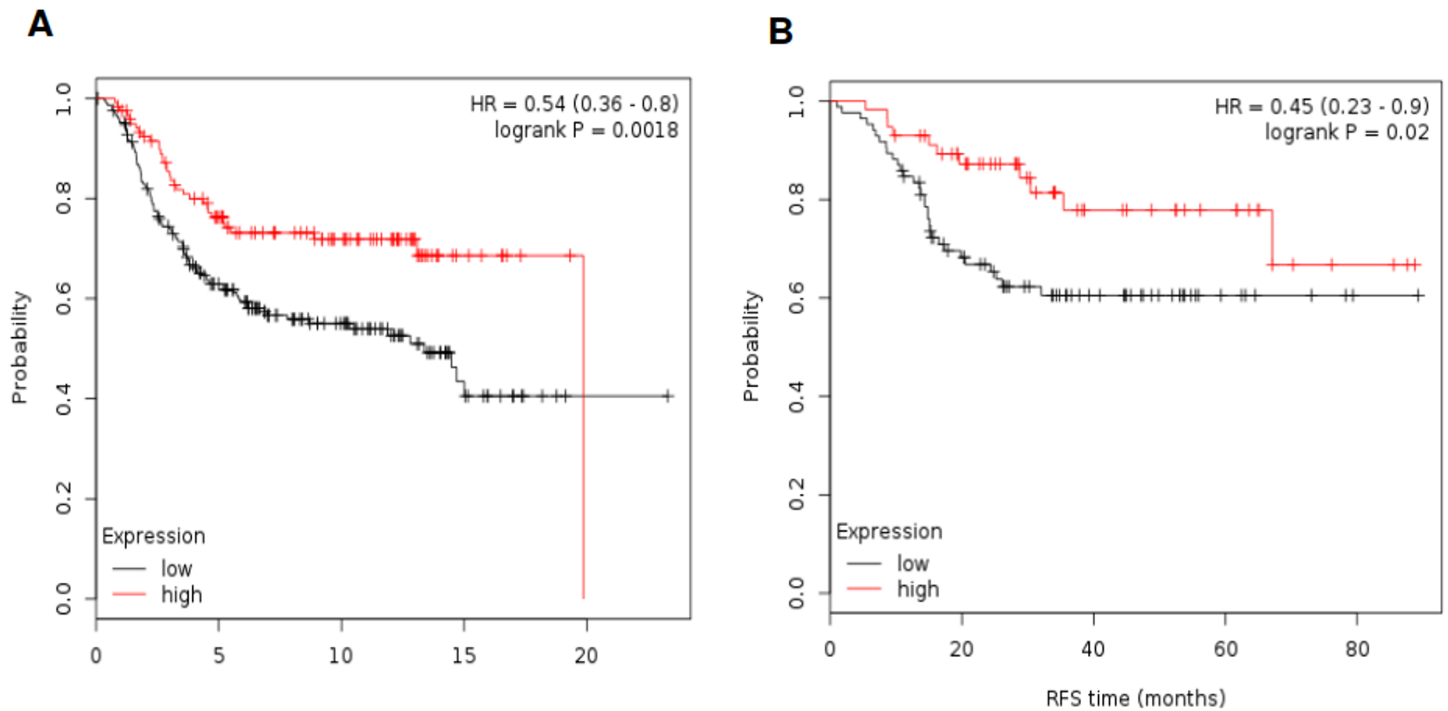 A
HR = 0.54 (0.36 - 0.8)
logrank P = 0.0018
Probability
1.0
0.8
0.6
0.4
0.2
0.0
Expression
low
high
0 5 10 15 20
B
HR = 0.45 (0.23 - 0.9)
logrank P = 0.02
Probability
1.0
0.8
0.6
0.4
0.2
0.0
Expression
low
high
0 20 40 60 80
RFS time (months)